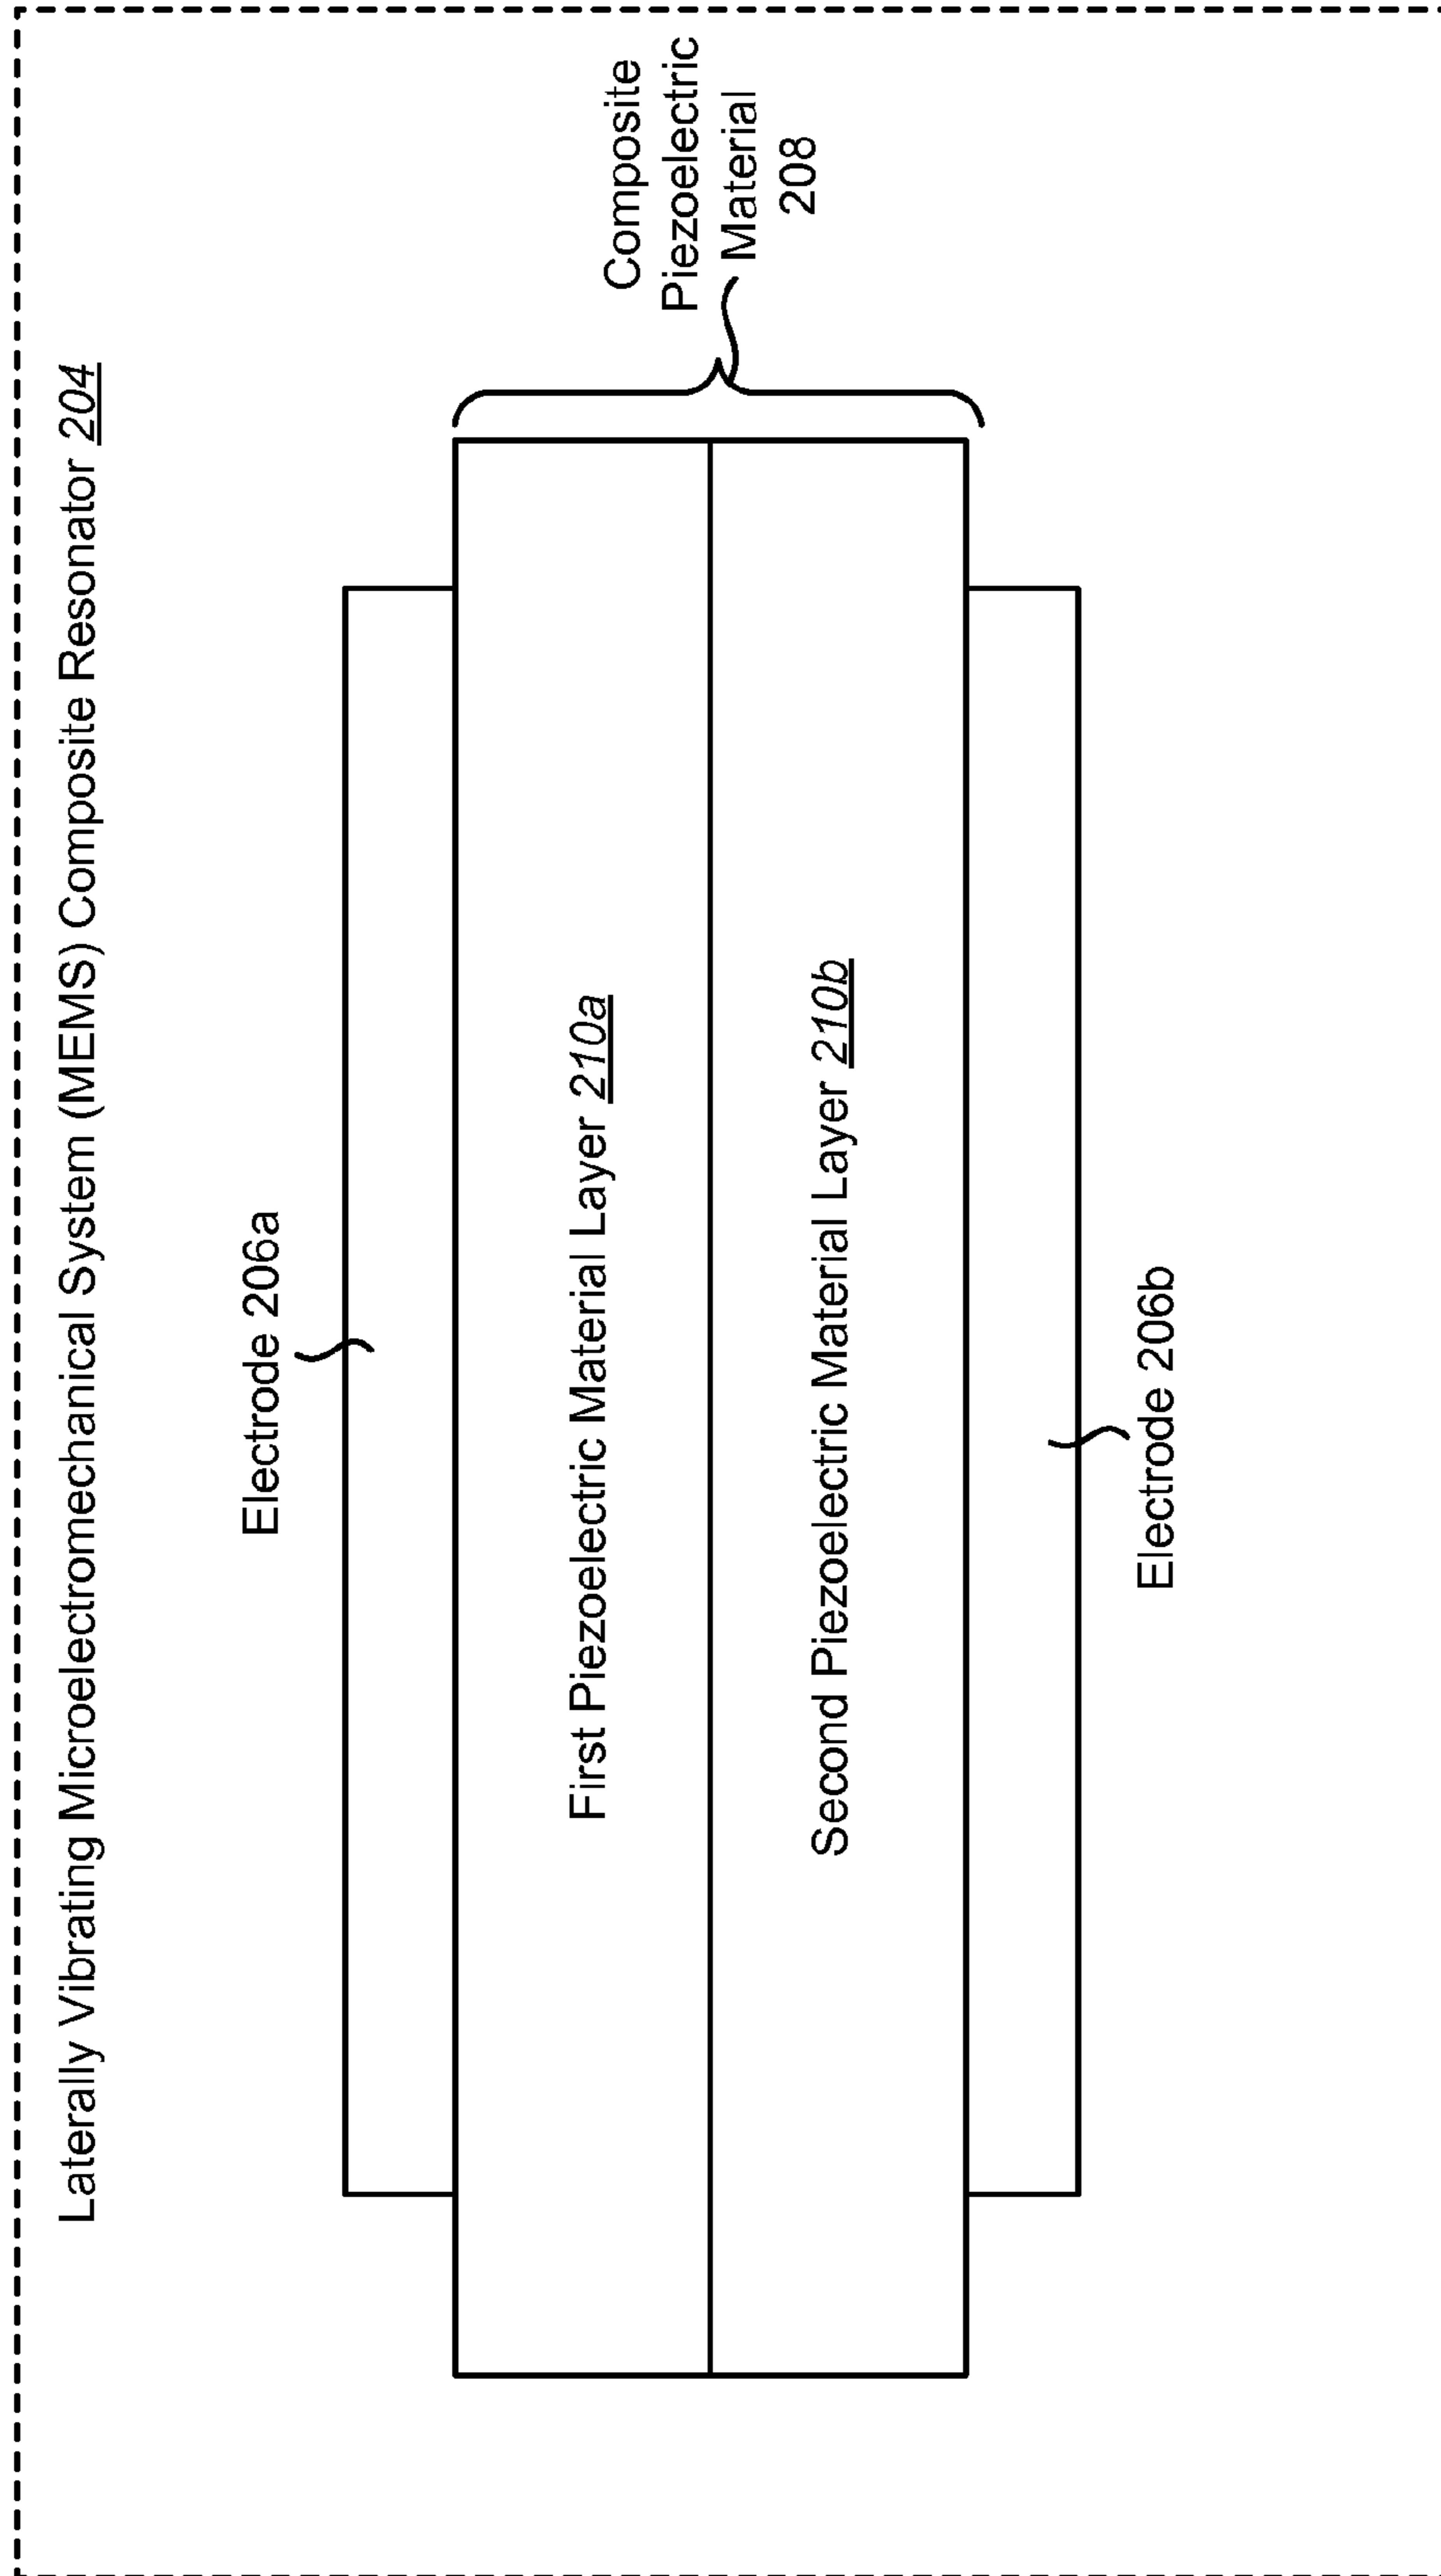 Laterally Vibrating Microelectromechanical System (MEMS) Composite Resonator 204
Electrode 206a
First Piezoelectric Material Layer 210a
Composite
Piezoelectric
Material
208
Second Piezoelectric Material Layer 210b
Electrode 206b